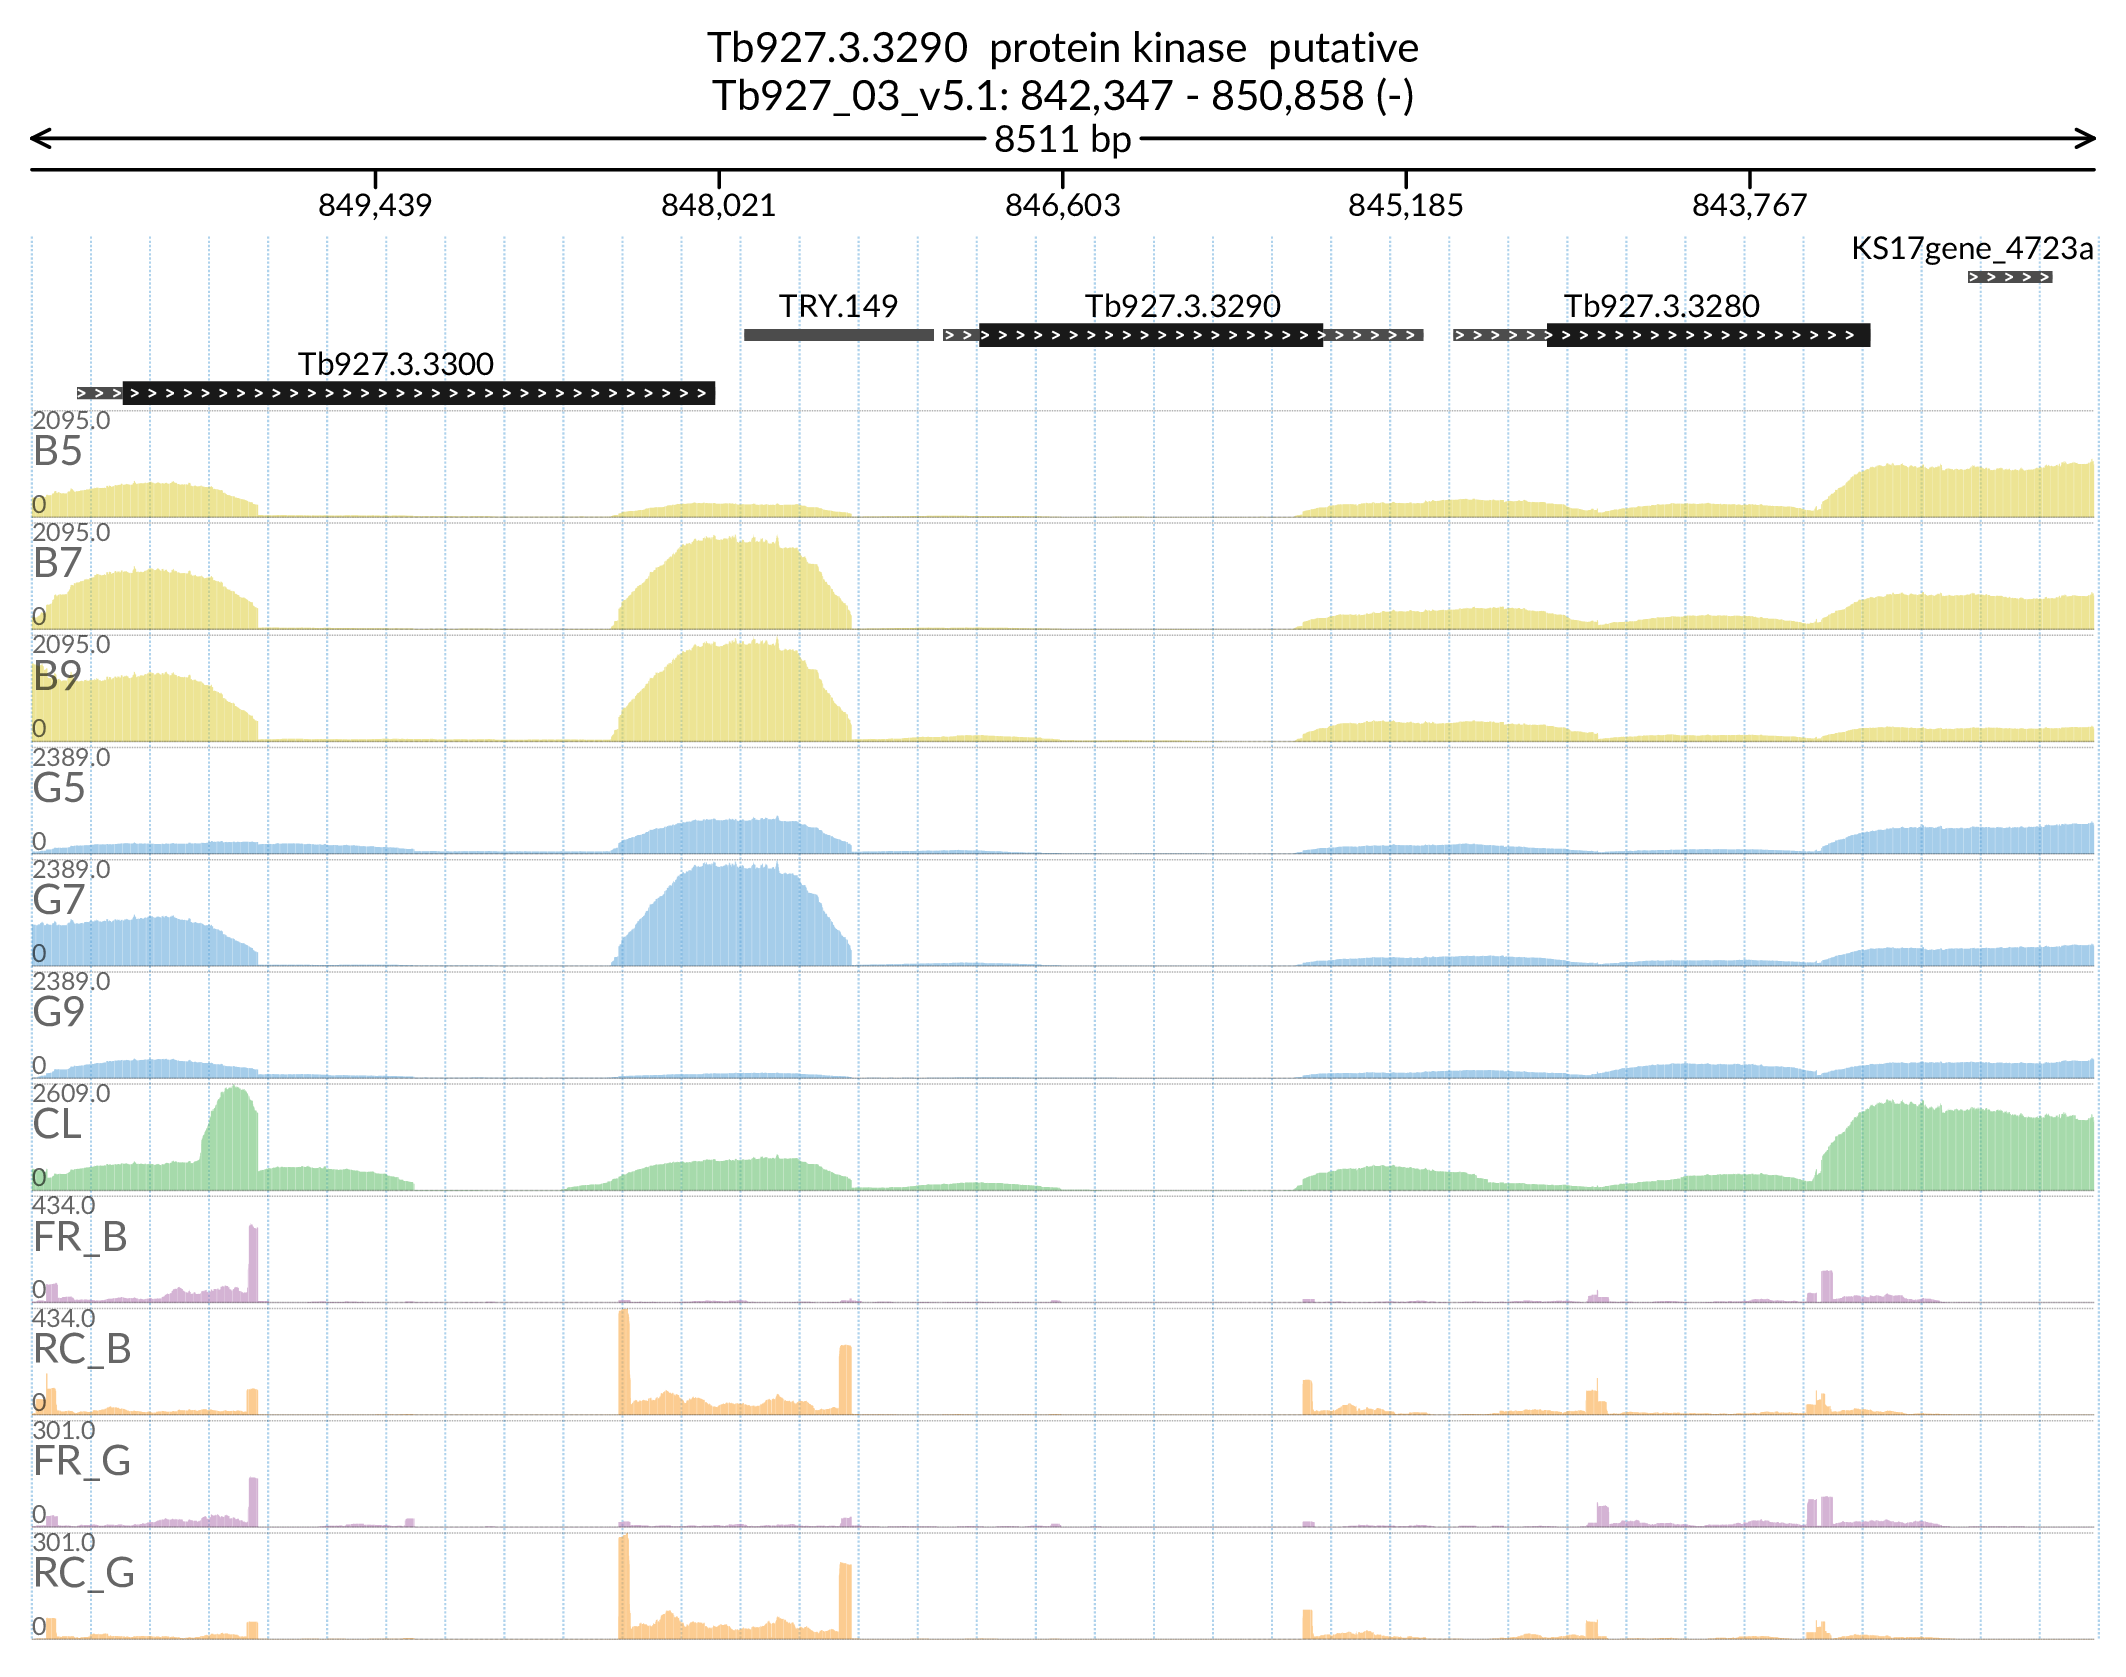 Tb927.3.3290  protein kinase  putative
Tb927_03_v5.1: 842,347 - 850,858 (-)
8511 bp
849,439 848,021 846,603 845,185 843,767
KS17gene_4723a
TRY.149 Tb927.3.3290 Tb927.3.3280
Tb927.3.3300
2095.0
B5
0
2095.0
B7
0
2095.0
B9
0
2389.0
G5
0
2389.0
G7
0
2389.0
G9
0
2609.0
CL
0
434.0
FR_B
0
434.0
RC_B
0
301.0
FR_G
0
301.0
RC_G
0